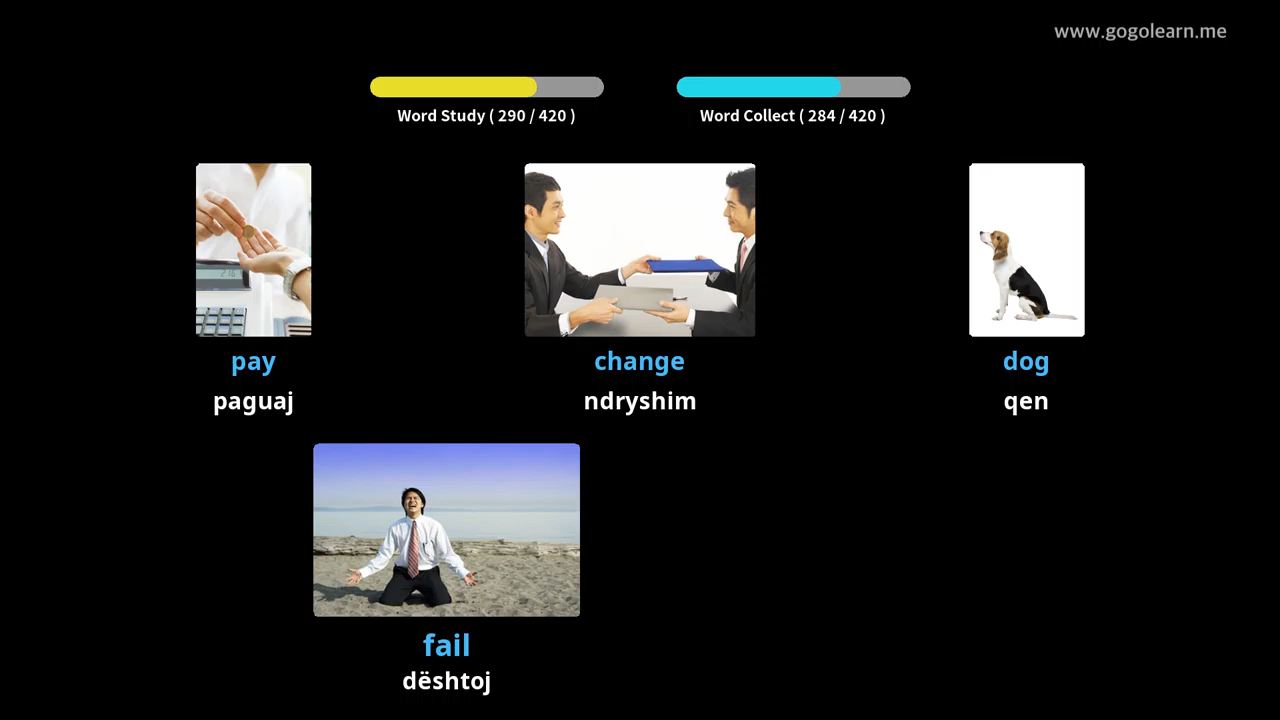 www.gogolearn.me
Word Study ( 290 / 420 )
Word Collect ( 284 / 420 )
pay
paguaj
change
ndryshim
dog
qen
fail
dështoj